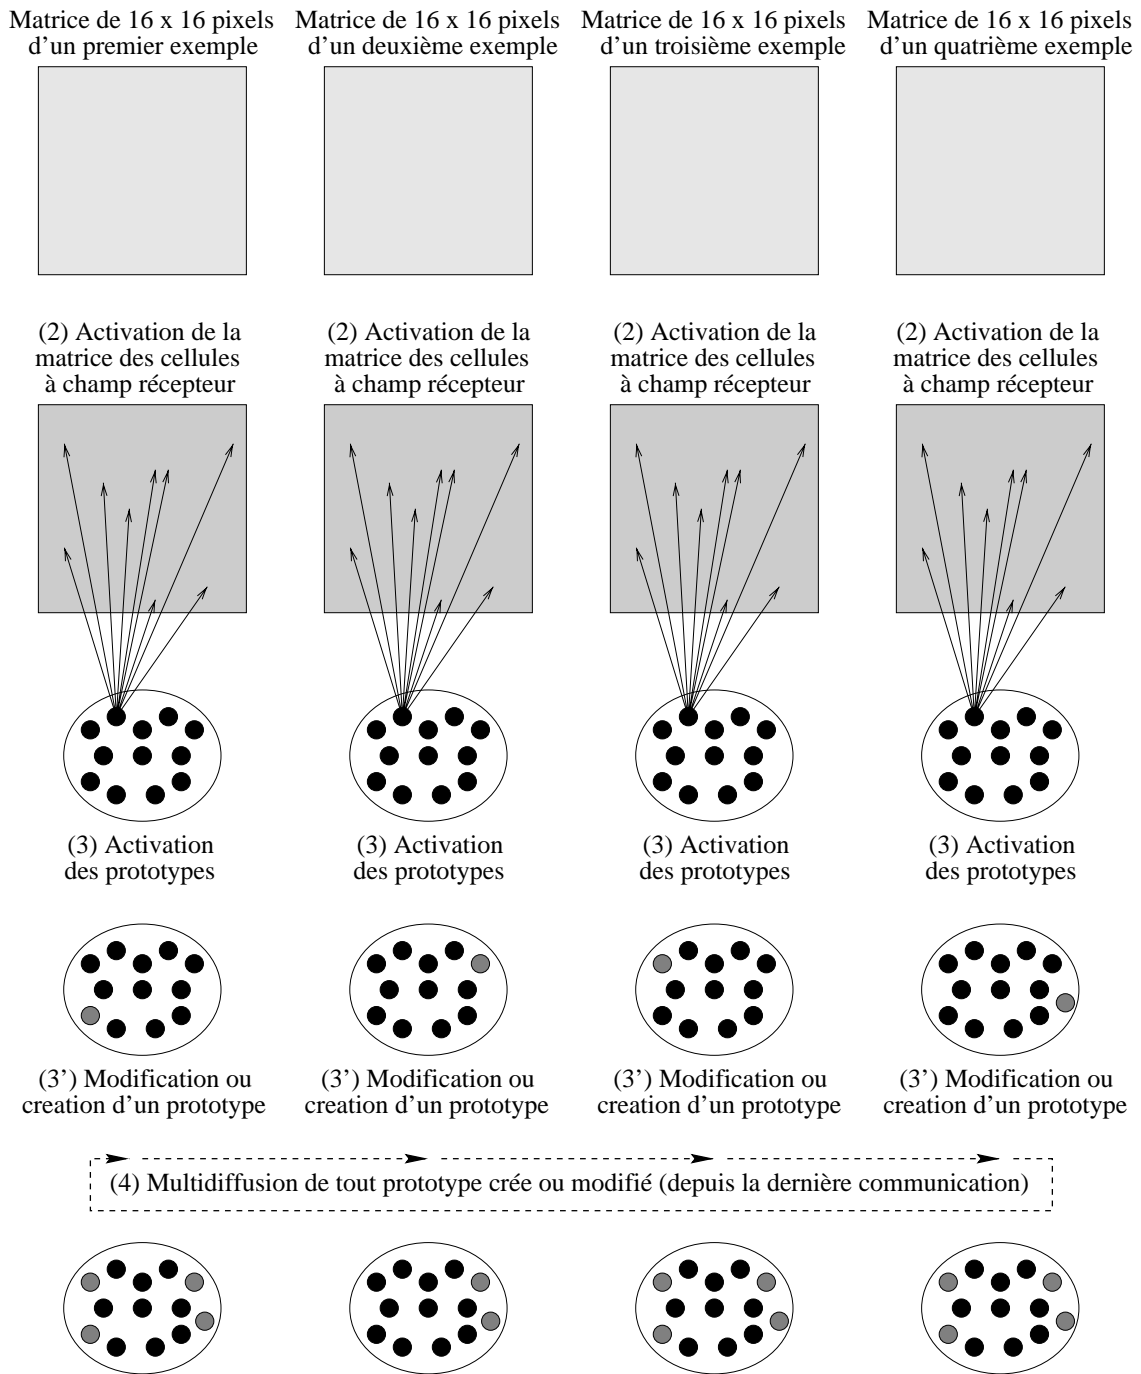 Matrice de 16 x 16 pixels
d'un premier exemple
Matrice de 16 x 16 pixels
d'un deuxième exemple
Matrice de 16 x 16 pixels
d'un troisième exemple
Matrice de 16 x 16 pixels
d'un quatrième exemple
(2) Activation de la
matrice des cellules
à champ récepteur
(2) Activation de la
matrice des cellules
à champ récepteur
(2) Activation de la
matrice des cellules
à champ récepteur
(2) Activation de la
matrice des cellules
à champ récepteur
(3) Activation
des prototypes
(3) Activation
des prototypes
(3) Activation
des prototypes
(3) Activation
des prototypes
(3’) Modification ou
creation d’un prototype
(3’) Modification ou
creation d’un prototype
(3’) Modification ou
creation d’un prototype
(3’) Modification ou
creation d’un prototype
(4) Multidiffusion de tout prototype crée ou modifié (depuis la dernière communication)